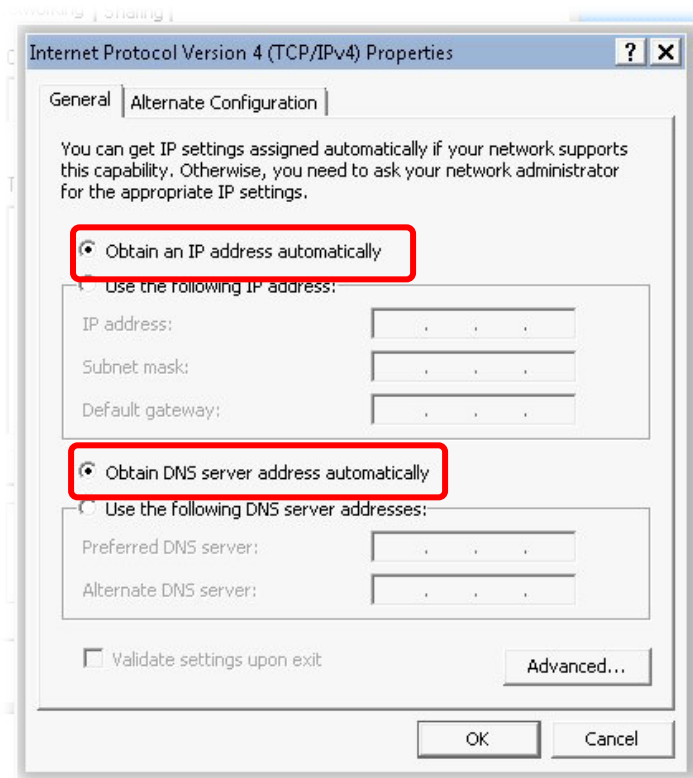 Sharing
Internet Protocol Version 4 (TCP/IPv4) Properties
General
Alternate Configuration
You can get IP settings assigned automatically if your network supports
this capability. Otherwise, you need to ask your network administrator
for the appropriate IP settings.
Obtain an IP address automatically
Use the following IP address:
IP address:
Subnet mask:
Default gateway:
Obtain DNS server address automatically
Use the following DNS server addresses:
Preferred DNS server:
Alternate DNS server:
Validate settings upon exit
Advanced...
OK
Cancel